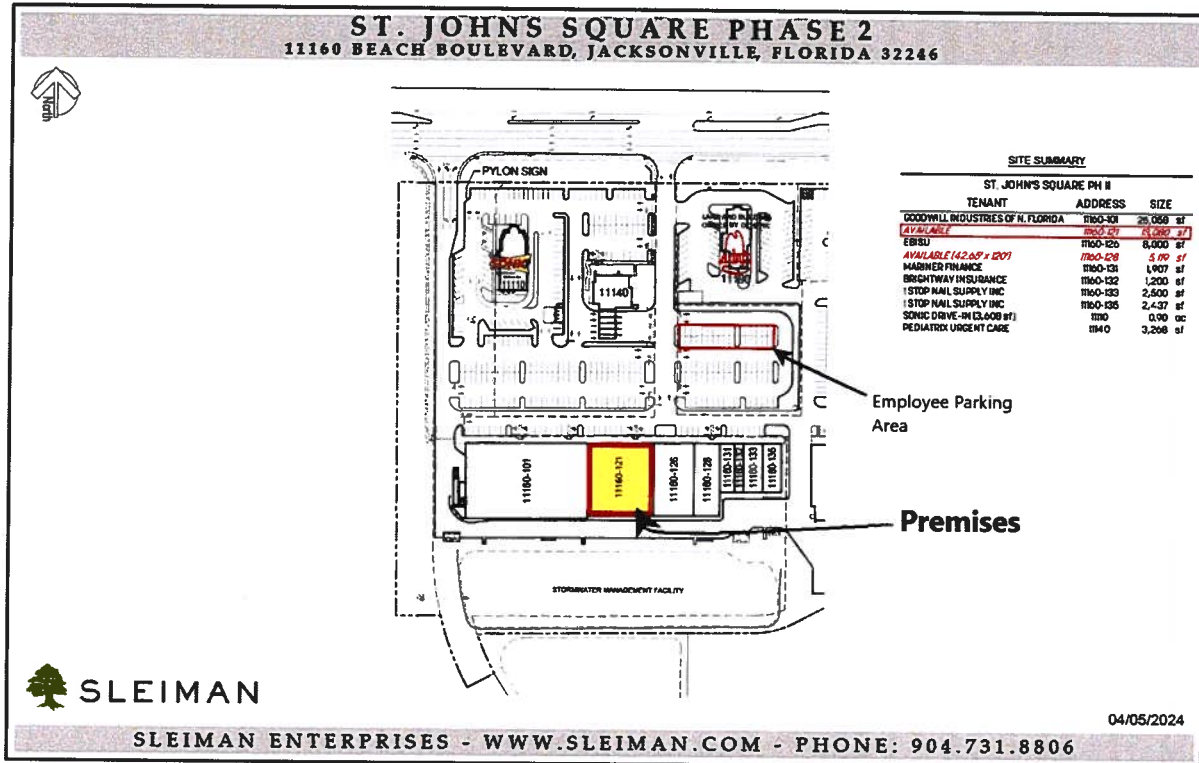 ST. JOHNS SQUARE PHASE 2
11160 BEACH BOULEVARD, JACKSONVILLE, FLORIDA 32246
North
PYLON SIGN
11140
SITE SUMMARY
ST. JOHN'S SQUARE PH II
TENANT ADDRESS SIZE
GOODWILL INDUSTRIES OF N. FLORIDA 11160-101 sf
AVAILABLE 11160-121 sf
EBISU 11160-126 8,000 sf
AVAILABLE (42.65' x 120') 11160-128 5,119 sf
MARINER FINANCE 11160-131 1,907 sf
BRIGHTWAY INSURANCE 11160-132 1,200 sf
1 STOP NAIL SUPPLY INC 11160-133 2,500 sf
1 STOP NAIL SUPPLY INC 11160-135 2,437 sf
SONIC DRIVE-IN (3,608 sf) 11110 0.90 ac
PEDIATRIX URGENT CARE 11140 3,268 sf
Employee Parking
Area
11160-101
11160-121
11160-126
11160-128
11160-131
11160-133
11160-135
Premises
STORMWATER MANAGEMENT FACILITY
SLEIMAN
04/05/2024
SLEIMAN ENTERPRISES - WWW.SLEIMAN.COM - PHONE: 904.731.8806